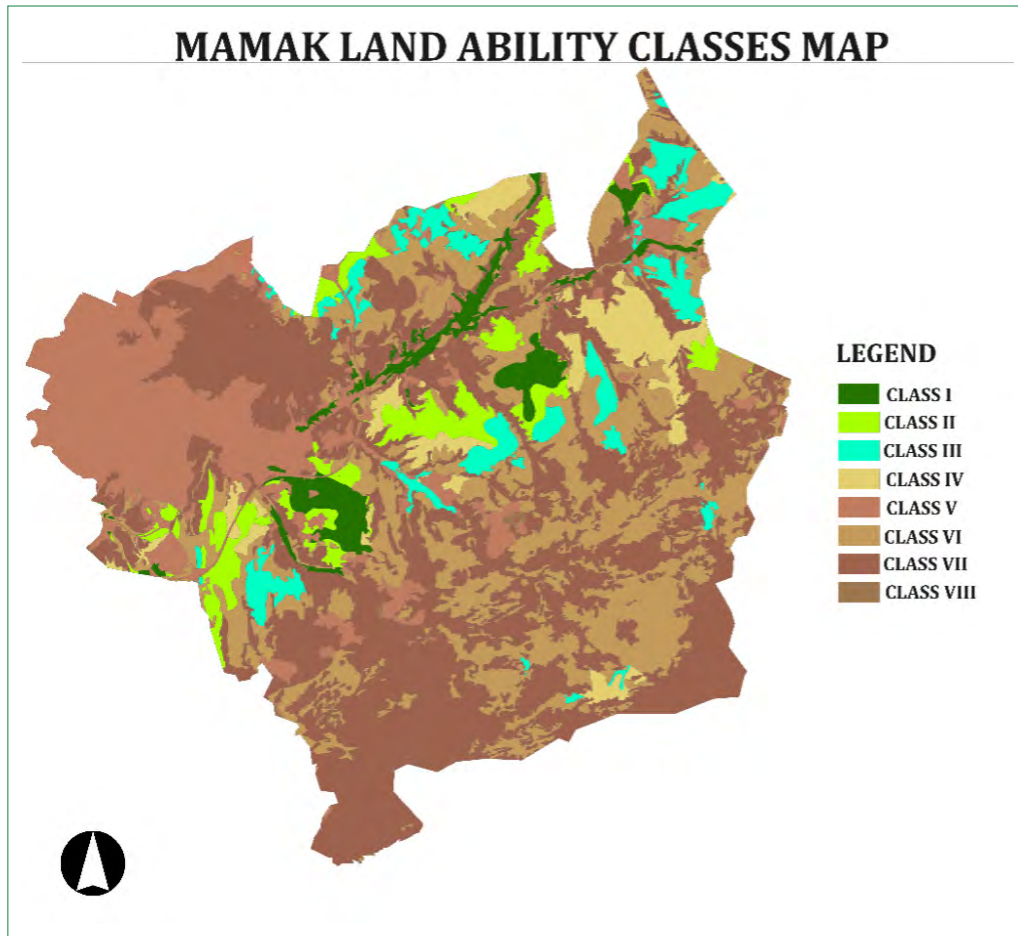 MAMAK LAND ABILITY CLASSES MAP
LEGEND
CLASS I
CLASS II
CLASS III
CLASS IV
CLASS V
CLASS VI
CLASS VII
CLASS VIII